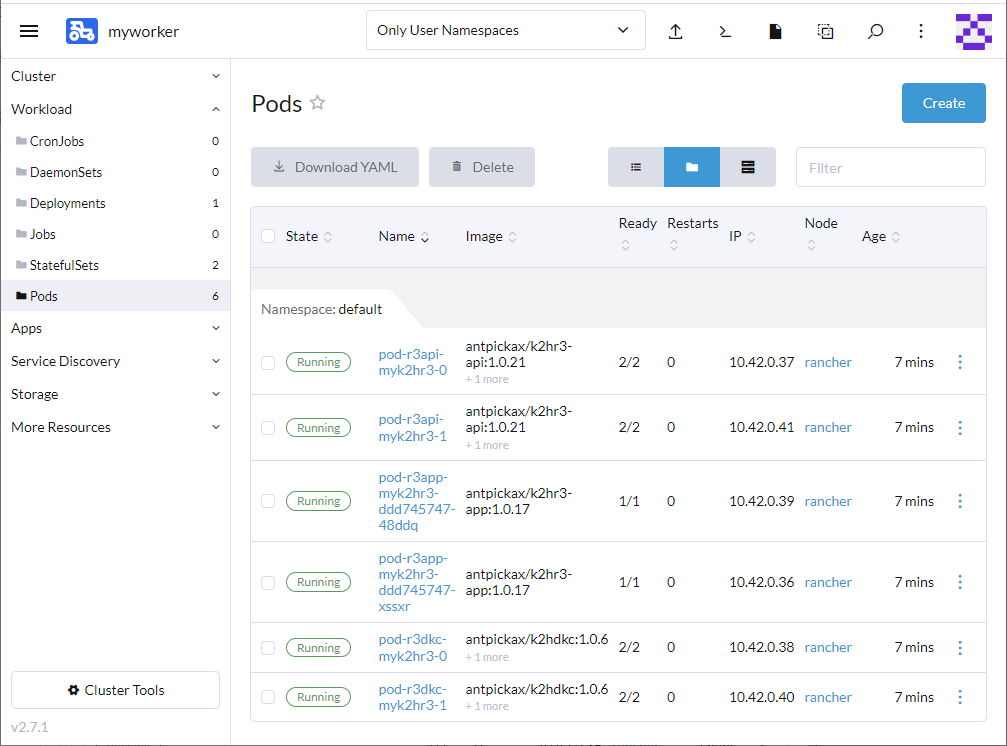 myworker
Only User Namespaces
Cluster
Workload
CronJobs 0
DaemonSets 0
Deployments 1
Jobs 0
StatefulSets 2
Pods 6
Apps
Service Discovery
Storage
More Resources
Cluster Tools
v2.7.1
Pods
Create
Download YAML
Delete
Filter
State Name Image Ready Restarts IP Node Age
Namespace: default
Running
pod-r3api-
myk2hr3-0
antpickax/k2hr3-
api:1.0.21
+ 1 more
2/2 0 10.42.0.37 rancher 7 mins
Running
pod-r3api-
myk2hr3-1
antpickax/k2hr3-
api:1.0.21
+ 1 more
2/2 0 10.42.0.41 rancher 7 mins
Running
pod-r3app-
myk2hr3-
ddd745747-
48ddq
antpickax/k2hr3-
app:1.0.17
1/1 0 10.42.0.39 rancher 7 mins
Running
pod-r3app-
myk2hr3-
ddd745747-
xssxr
antpickax/k2hr3-
app:1.0.17
1/1 0 10.42.0.36 rancher 7 mins
Running
pod-r3dkc-
myk2hr3-0
antpickax/k2hdkc:1.0.6
+ 1 more
2/2 0 10.42.0.38 rancher 7 mins
Running
pod-r3dkc-
myk2hr3-1
antpickax/k2hdkc:1.0.6
+ 1 more
2/2 0 10.42.0.40 rancher 7 mins